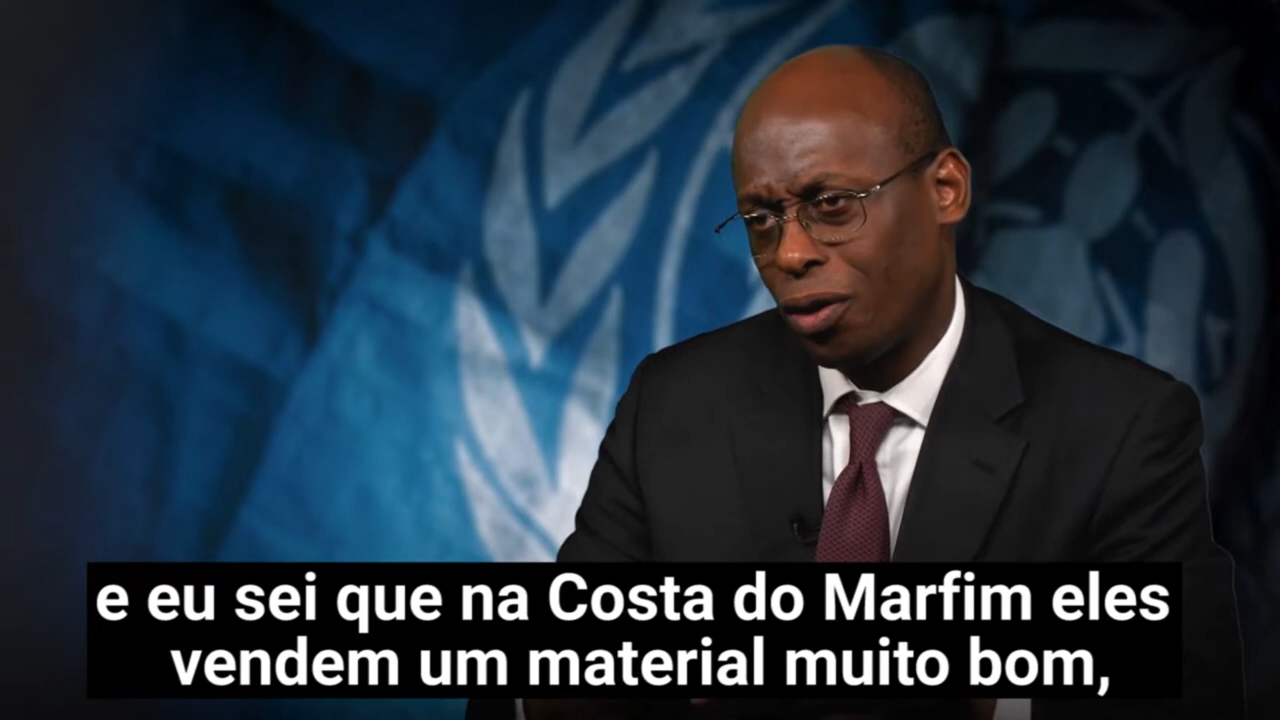 e eu sei que na Costa do Marfim eles
vendem um material muito bom,